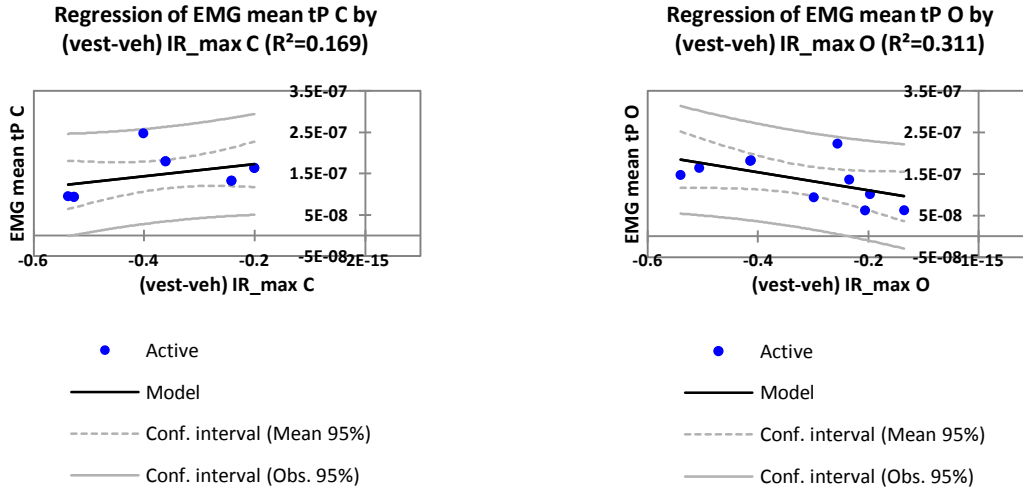 Regression of EMG mean tP C by
(vest-veh) IR_max C (R²=0.169)
3.5E-07
2.5E-07
1.5E-07
5E-08
-5E-08
-0.6
-0.4
-0.2
-2E-15
EMG mean tP C
(vest-veh) IR_max C
Active
Model
Conf. interval (Mean 95%)
Conf. interval (Obs. 95%)
Regression of EMG mean tP O by
(vest-veh) IR_max O (R²=0.311)
3.5E-07
2.5E-07
1.5E-07
5E-08
-5E-08
-0.6
-0.4
-0.2
-1E-15
EMG mean tP O
(vest-veh) IR_max O
Active
Model
Conf. interval (Mean 95%)
Conf. interval (Obs. 95%)